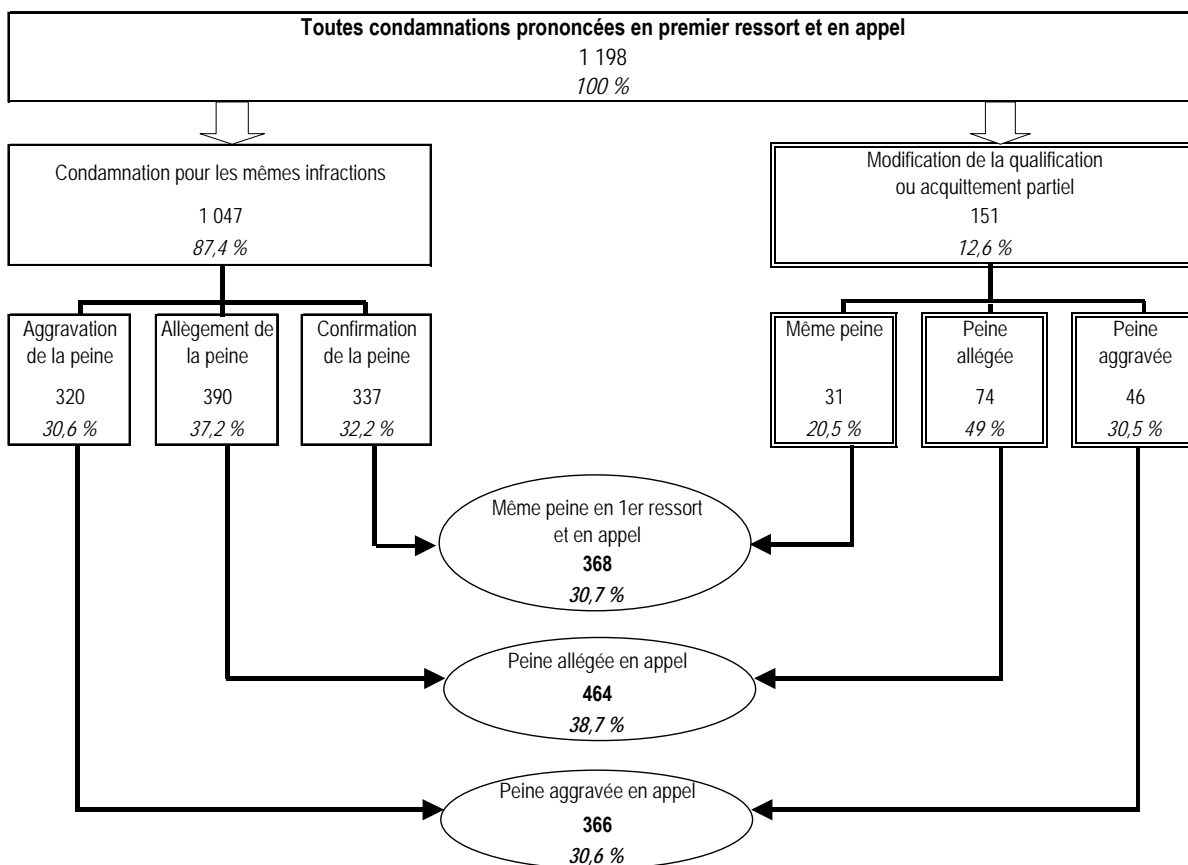 Toutes condamnations prononcées en premier ressort et en appel
1 198
100 %
Condamnation pour les mêmes infractions
1 047
87,4 %
Modification de la qualification
ou acquittement partiel
151
12,6 %
Aggravation
de la peine
320
30,6 %
Allègement de
la peine
390
37,2 %
Confirmation
de la peine
337
32,2 %
Même peine
31
20,5 %
Peine
allégée
74
49 %
Peine
aggravée
46
30,5 %
Même peine en 1er ressort
et en appel
368
30,7 %
Peine allégée en appel
464
38,7 %
Peine aggravée en appel
366
30,6 %